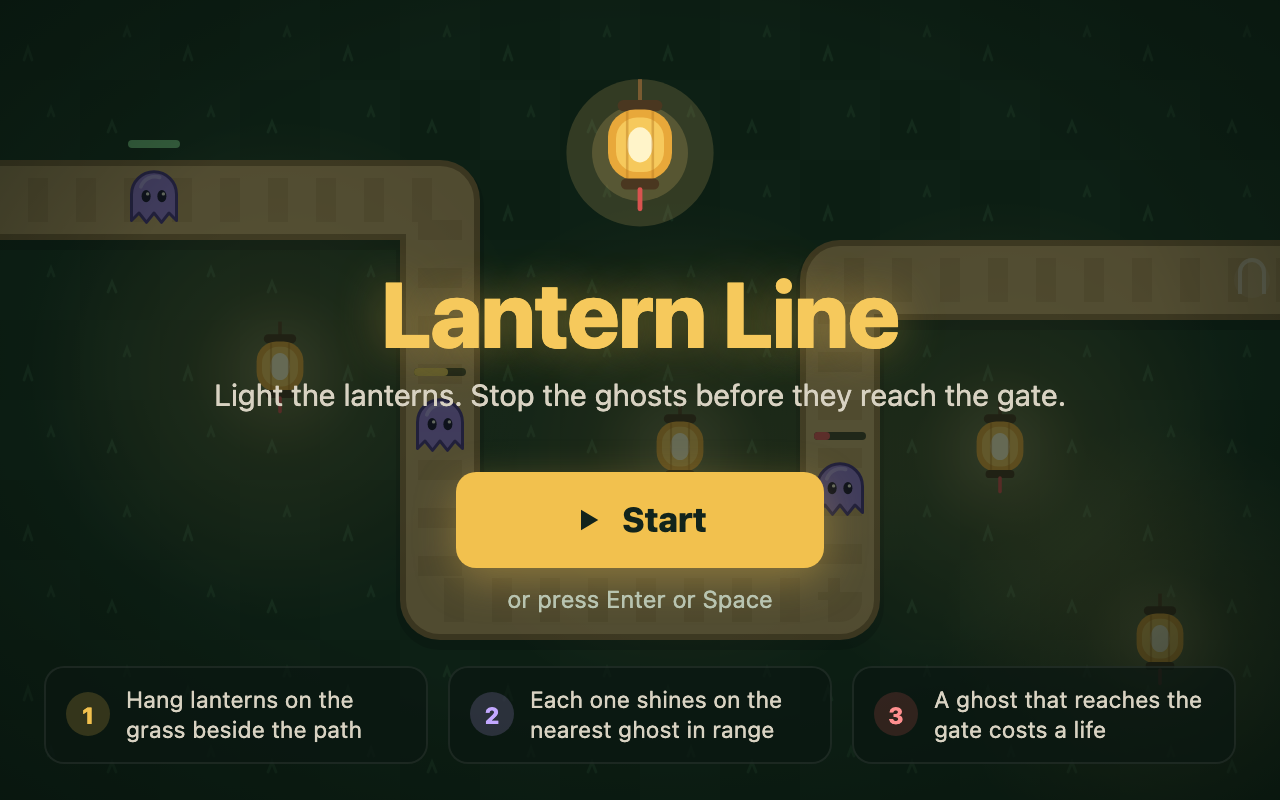 Lantern Line
Light the lanterns. Stop the ghosts before they reach the gate.
Start
or press Enter or Space
1
Hang lanterns on the
grass beside the path
2
Each one shines on the
nearest ghost in range
3
A ghost that reaches the
gate costs a life